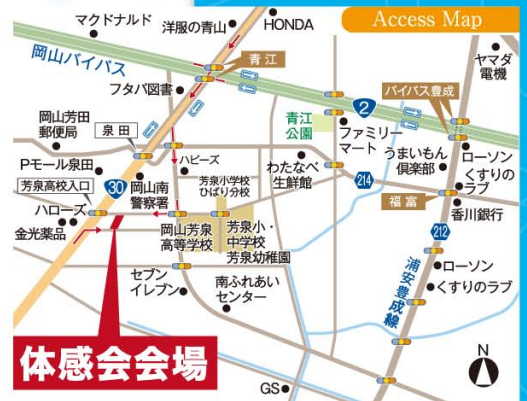 Access Map
マクドナルド
洋服の青山
HONDA
岡山バイパス
青江
ヤマダ
電機
フタバ図書
バイパス豊成
2
岡山芳田
郵便局
泉田
青江
公園
ファミリー
マート
ローソン
くすりの
ラブ
Pモール泉田
ハピーズ
わたなべ
生鮮館
うまいもん
倶楽部
芳泉高校入口
30
岡山南
警察署
芳泉小学校
ひばり分校
214
福富
香川銀行
ハローズ
金光薬品
岡山芳泉
高等学校
芳泉小・
中学校
芳泉幼稚園
212
浦安豊成線
セブン
イレブン
南ふれあい
センター
ローソン
くすりのラブ
体感会会場
GS
N